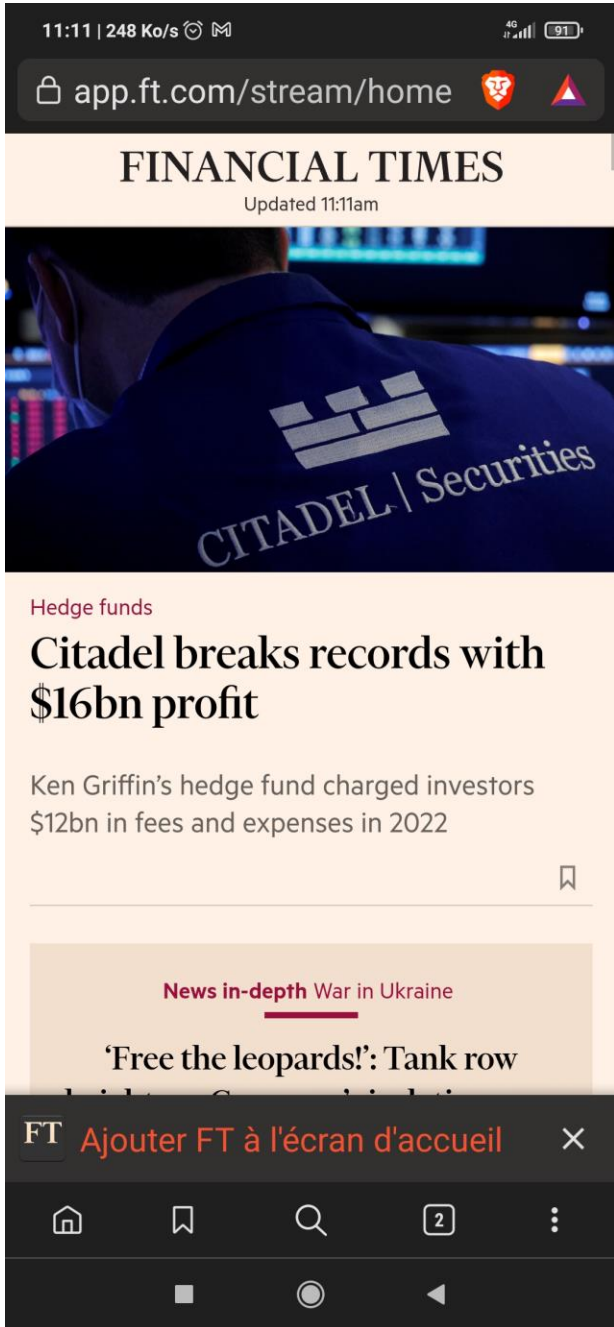 11:11 | 248 Ko/s
4G
91
app.ft.com/stream/home
FINANCIAL TIMES
Updated 11:11am
CITADEL | Securities
Hedge funds
Citadel breaks records with
$16bn profit
Ken Griffin's hedge fund charged investors
$12bn in fees and expenses in 2022
News in-depth War in Ukraine
‘Free the leopards!’: Tank row
FT Ajouter FT à l'écran d'accueil
2